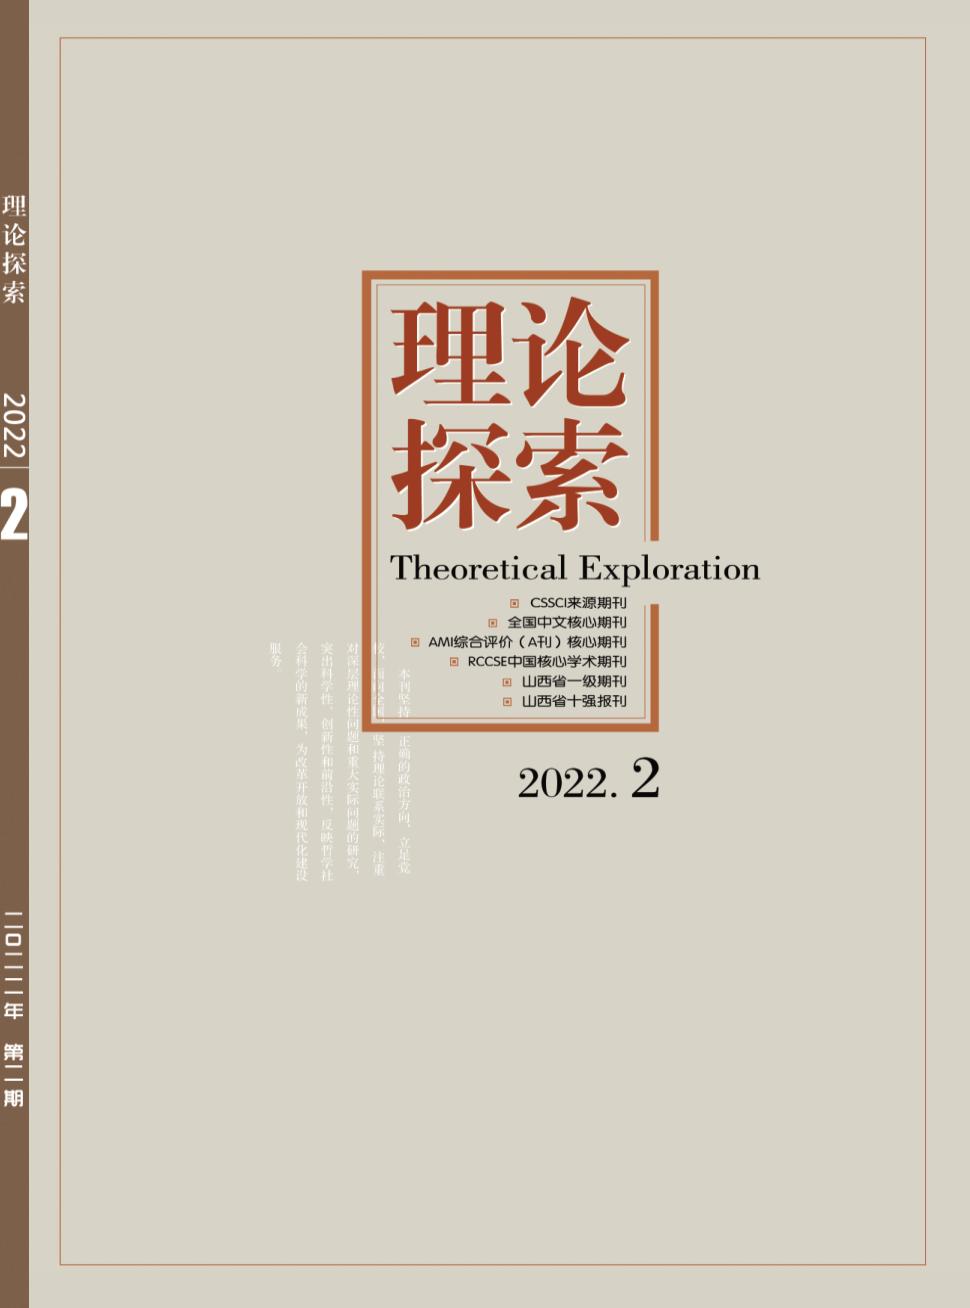 理论探索
2022
2
二〇二二年 第二期
理论
探索
Theoretical Exploration
CSSCI来源期刊
全国中文核心期刊
AMI综合评价（A刊）核心期刊
RCCSE中国核心学术期刊
山西省一级期刊
山西省十强报刊
2022. 2
本刊坚持 正确的政治方向，立足党
校，面向全国，坚持理论联系实际，注重
对深层理论性问题和重大实际问题的研究，
突出科学性、创新性和前沿性，反映哲学社
会科学的新成果，为改革开放和现代化建设
服务。